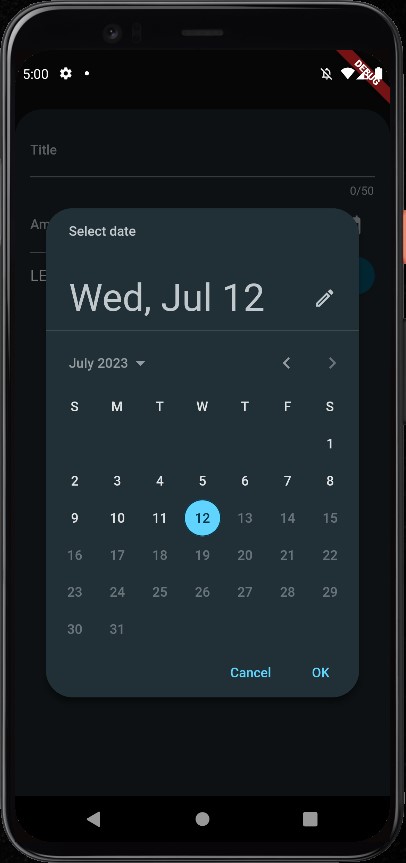 5:00
DEBUG
Title
0/50
Am
LE
Select date
Wed, Jul 12
July 2023
S M T W T F S
1
2 3 4 5 6 7 8
9 10 11 12 13 14 15
16 17 18 19 20 21 22
23 24 25 26 27 28 29
30 31
Cancel OK